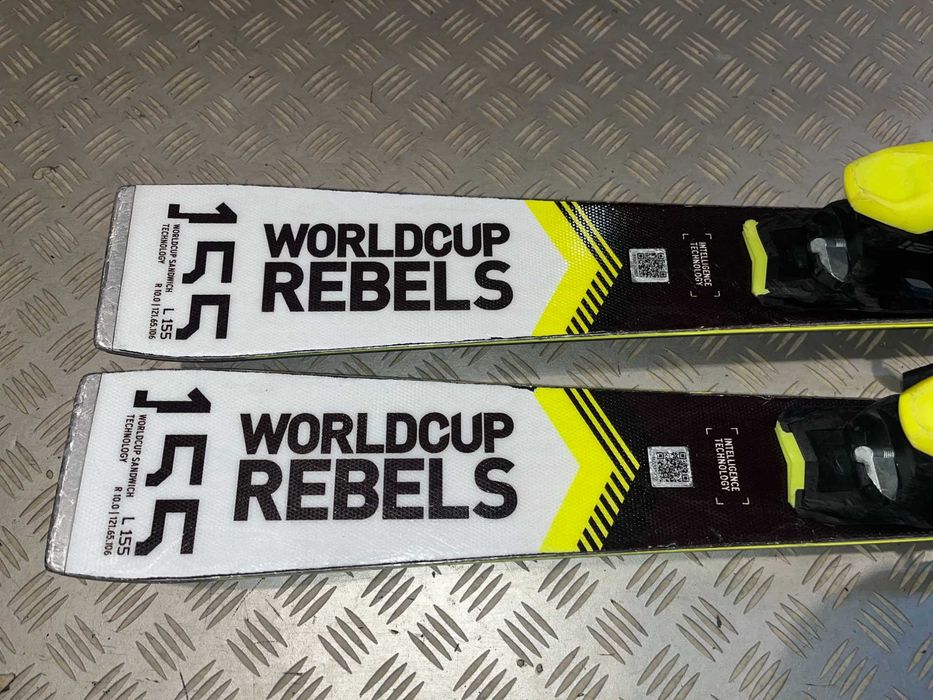 155
WORLDCUP SANDWICH
TECHNOLOGY
L 155
R 10.0 | 121.65.106
WORLDCUP
REBELS
INTELLIGENCE
TECHNOLOGY
155
WORLDCUP SANDWICH
TECHNOLOGY
L 155
R 10.0 | 121.65.106
WORLDCUP
REBELS
INTELLIGENCE
TECHNOLOGY